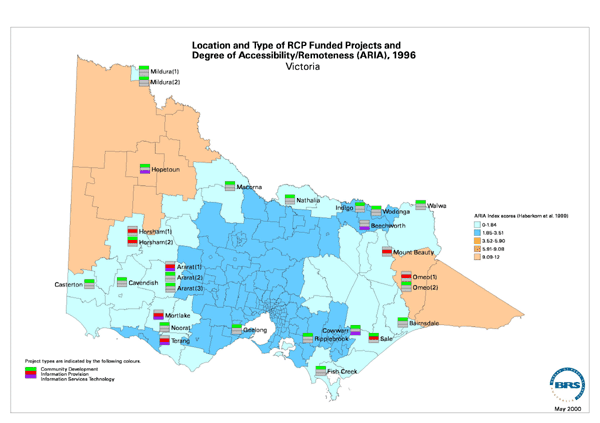 Location and Type of RCP Funded Projects and
Degree of Accessibility/Remoteness (ARIA), 1996
Victoria
Mildura(1)
Mildura(2)
Hopetoun
Macorna
Nathalia
Indigo
Wodonga
Walwa
Beechworth
Horsham(1)
Horsham(2)
Mount Beauty
Ararat(1)
Ararat(2)
Ararat(3)
Omeo(1)
Omeo(2)
Casterton
Cavendish
Mortlake
Noorat
Terang
Geelong
Cowwarr
Ripplebrook
Sale
Bairnsdale
Fish Creek
ARIA Index scores (Haberkorn et al. 1999)
0-1.84
1.85-3.51
3.52-5.80
5.81-9.08
9.09-12
Project types are indicated by the following colours.
Community Development
Information Provision
Information Services Technology
BRS
May 2000